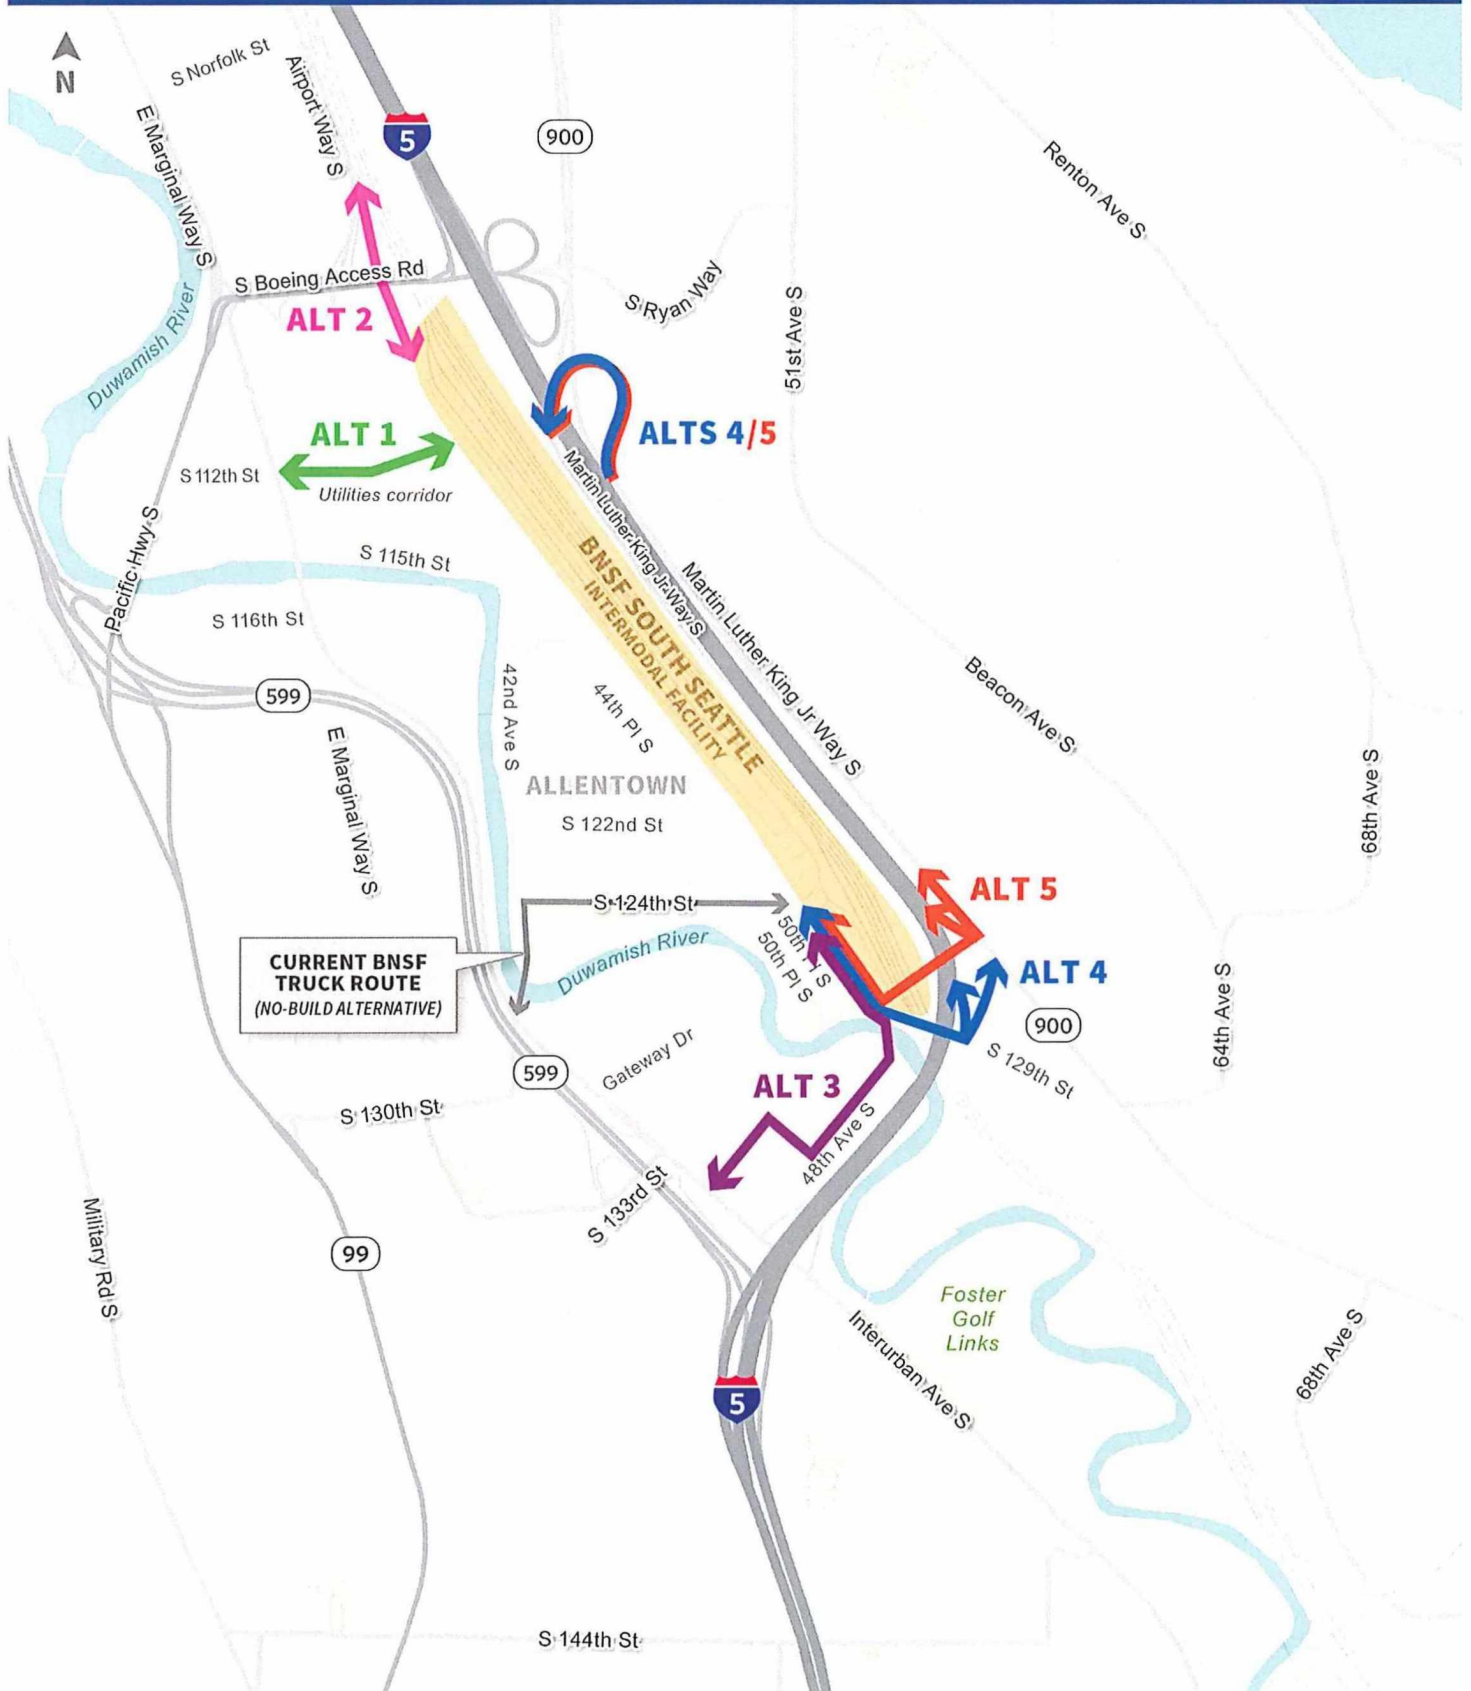 N
S Norfolk St
Airport Way S
E Marginal Way S
5
900
Renton Ave S
S Boeing Access Rd
S Ryan Way
51st Ave S
Duwamish River
ALT 2
ALT 1
S 112th St
Utilities corridor
ALTS 4/5
Martin Luther King Jr Way S
Martin Luther King Jr Way S
BNSF SOUTH SEATTLE
INTERMODAL FACILITY
Pacific Hwy S
S 115th St
S 116th St
599
42nd Ave S
44th Pl S
E Marginal Way S
ALLENTOWN
S 122nd St
Beacon Ave S
68th Ave S
S 124th St
ALT 5
50th Pl S
50th Pl S
Duwamish River
CURRENT BNSF
TRUCK ROUTE
(NO-BUILD ALTERNATIVE)
ALT 4
900
64th Ave S
S 129th St
599
Gateway Dr
ALT 3
S 130th St
48th Ave S
S 133rd St
Military Rd S
99
Foster
Golf
Links
Interurban Ave S
68th Ave S
5
S 144th St